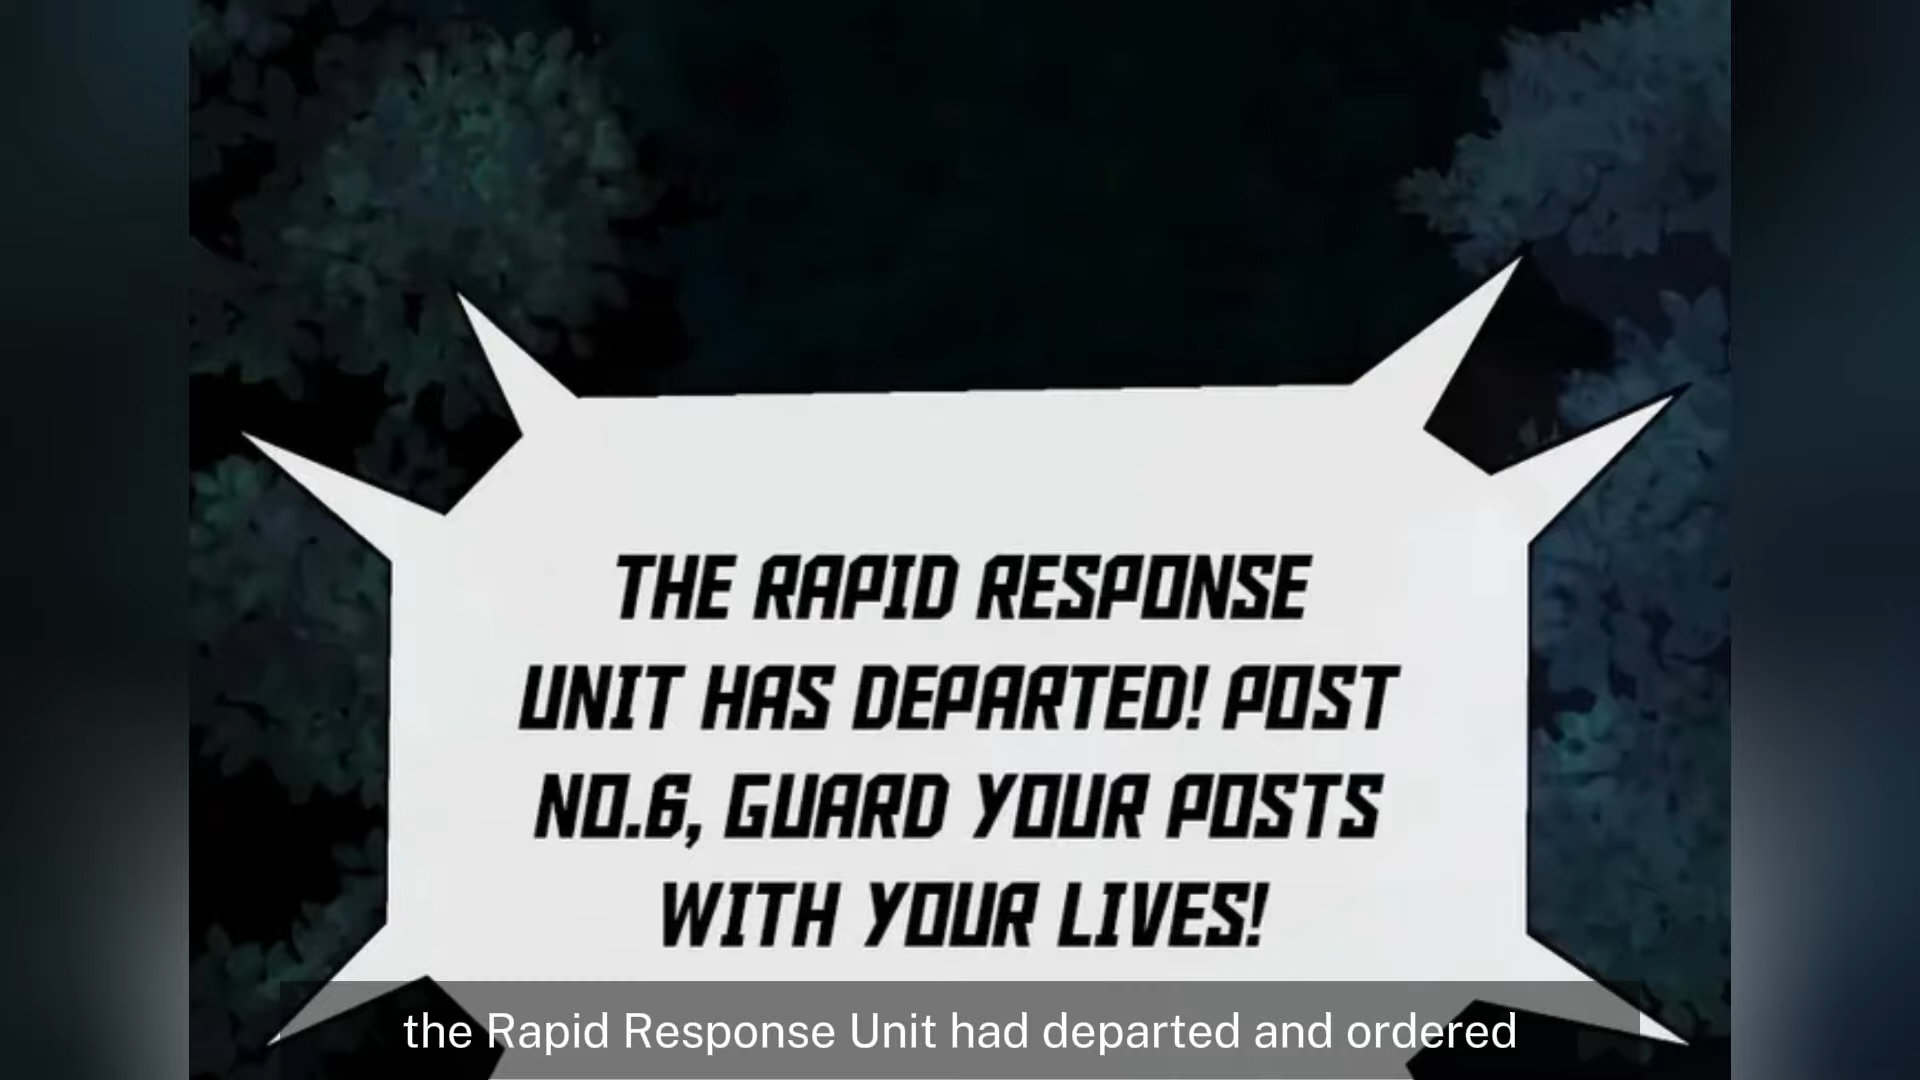 THE RAPID RESPONSE
UNIT HAS DEPARTED! POST
NO.6, GUARD YOUR POSTS
WITH YOUR LIVES!
the Rapid Response Unit had departed and ordered